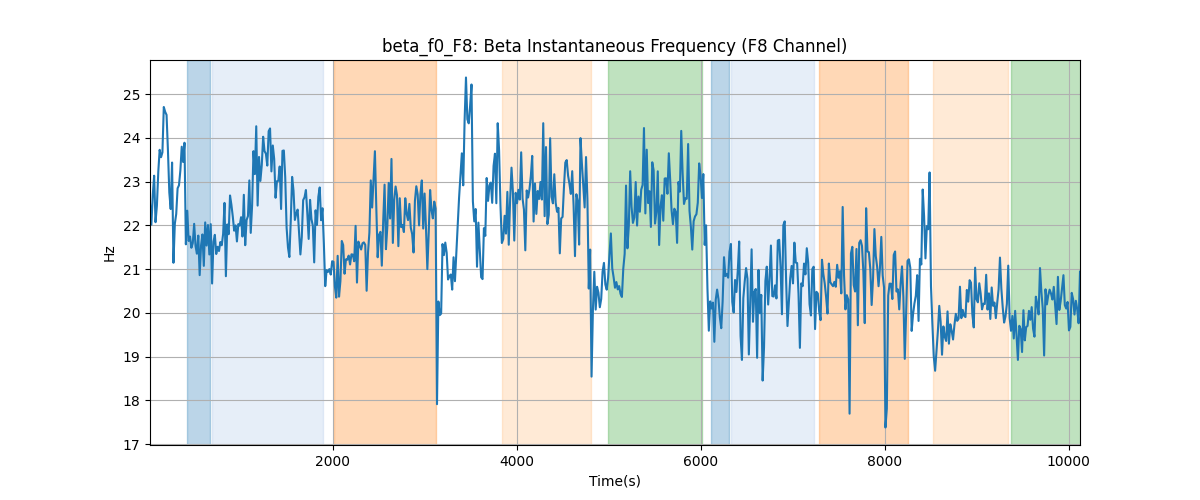 beta_f0_F8: Beta Instantaneous Frequency (F8 Channel)
25
24
23
22
21
20
19
18
17
Hz
2000 4000 6000 8000 10000
Time(s)